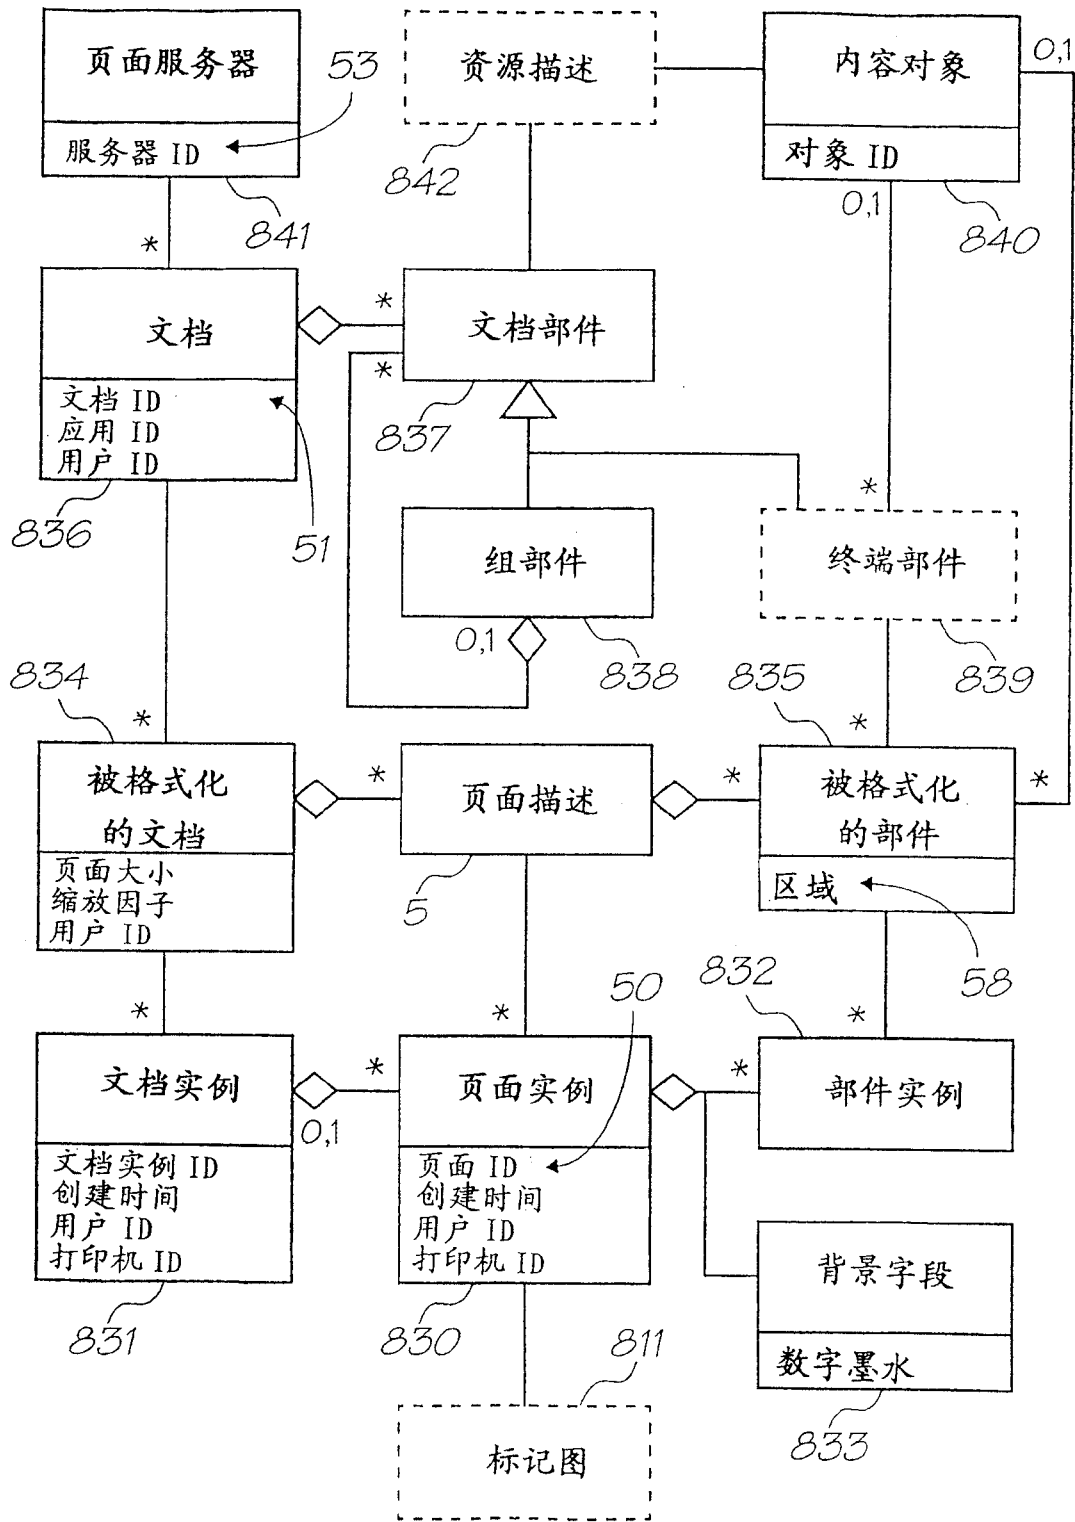 页面服务器
53
服务器 ID
841
资源描述
842
内容对象
0,1
对象 ID
0,1
840
*
文档
*
文档部件
*
837
文档 ID
应用 ID
用户 ID
836
51
组部件
0,1
838
*
终端部件
839
834
*
被格式化
的文档
页面大小
缩放因子
用户 ID
*
页面描述
5
*
835
*
被格式化
的部件
*
区域
58
*
文档实例
0,1
文档实例 ID
创建时间
用户 ID
打印机 ID
831
*
*
50
页面实例
页面 ID
创建时间
用户 ID
打印机 ID
830
832
*
*
部件实例
背景字段
数字墨水
833
811
标记图